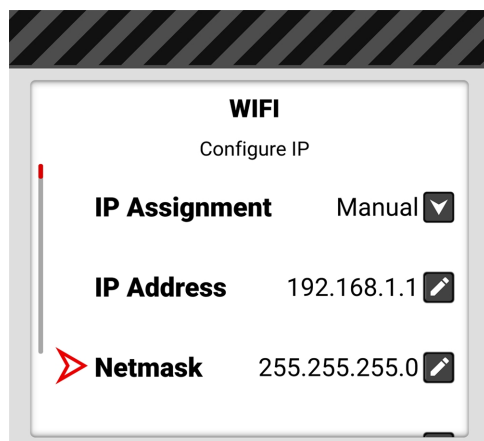 WIFI
Configure IP
IP Assignment Manual
IP Address 192.168.1.1
Netmask 255.255.255.0